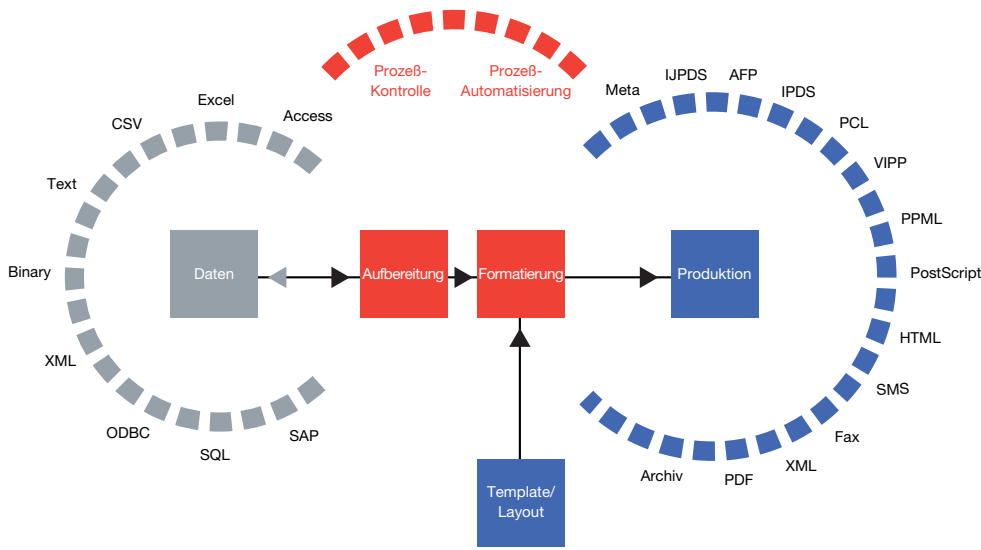 Prozeß-
Kontrolle
Prozeß-
Automatisierung
Access
Excel
CSV
Text
Binary
XML
ODBC
SQL
SAP
Daten
Aufbereitung
Formatierung
Produktion
Template/
Layout
Meta
IJPDS
AFP
IPDS
PCL
VIPP
PPML
PostScript
HTML
SMS
Fax
XML
PDF
Archiv